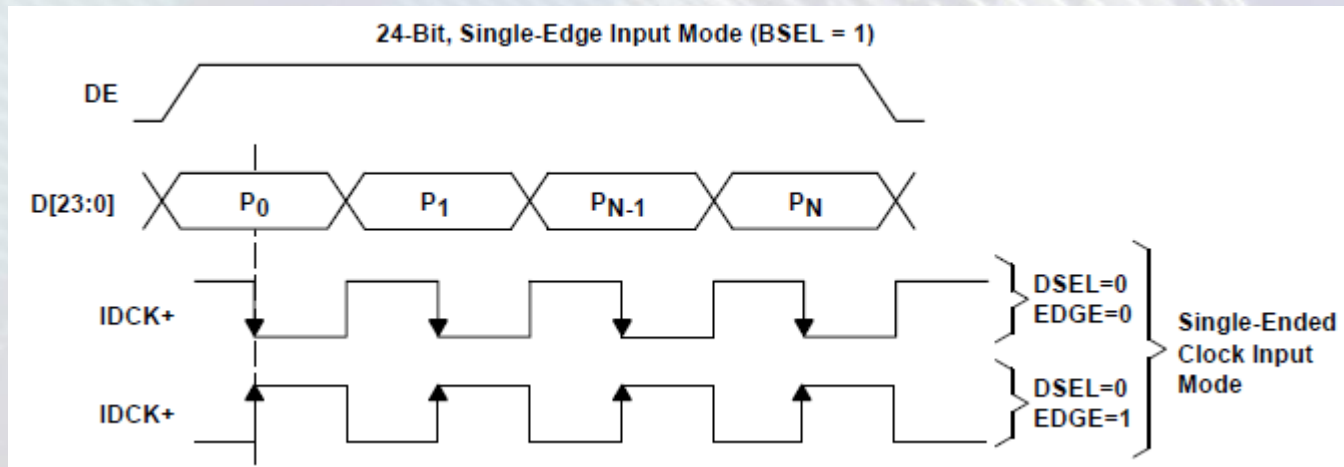 24-Bit, Single-Edge Input Mode (BSEL = 1)
DE
D[23:0]
P0
P1
PN-1
PN
IDCK+
DSEL=0
EDGE=0
IDCK+
DSEL=0
EDGE=1
Single-Ended
Clock Input
Mode